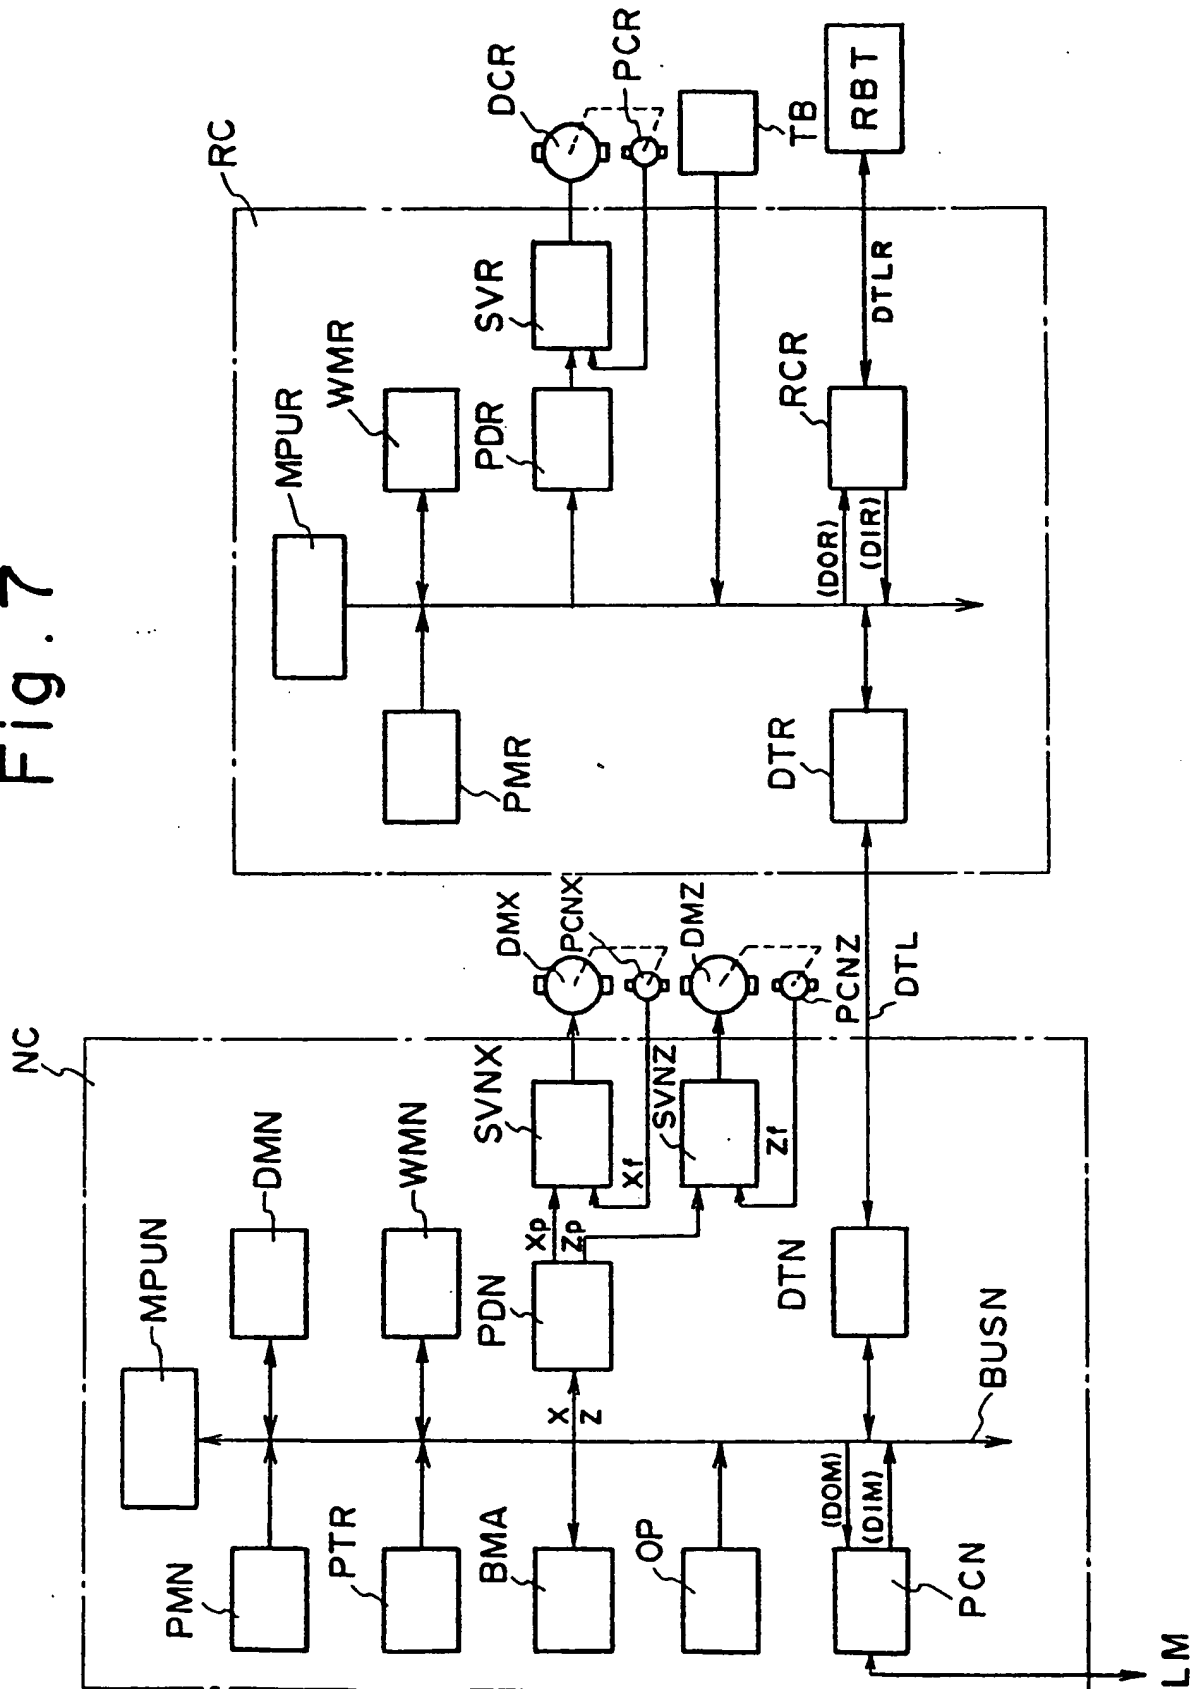 Fig. 7
NC
MPUN
DMN
WMN
PMN
PTR
BMA
OP
PCN
(DOM)
(DIM)
LM
X
Z
PDN
Xp
Zp
SVNX
Xf
SVNZ
Zf
DMX
PCNX
DMZ
PCNZ
DTN
BUSN
DTL
RC
MPUR
WMR
PMR
PDR
SVR
DCR
PCR
TB
DTR
(DOR)
(DIR)
RCR
DTLR
RBT